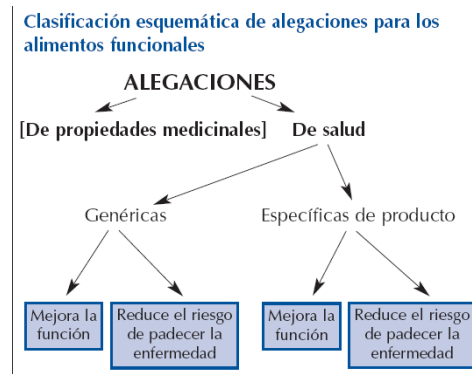 Clasificación esquemática de alegaciones para los
alimentos funcionales
ALEGACIONES
[De propiedades medicinales] De salud
Genéricas
Específicas de producto
Mejora la
función
Reduce el riesgo
de padecer la
enfermedad
Mejora la
función
Reduce el riesgo
de padecer la
enfermedad